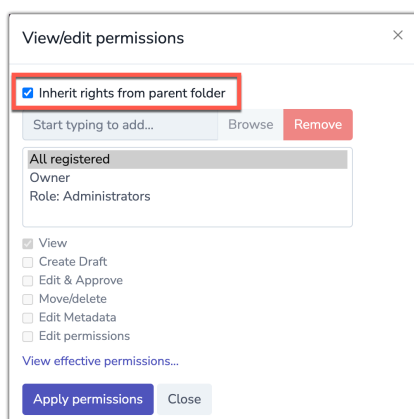 View/edit permissions
Inherit rights from parent folder
Start typing to add... Browse Remove
All registered
Owner
Role: Administrators
View
Create Draft
Edit & Approve
Move/delete
Edit Metadata
Edit permissions
View effective permissions...
Apply permissions Close